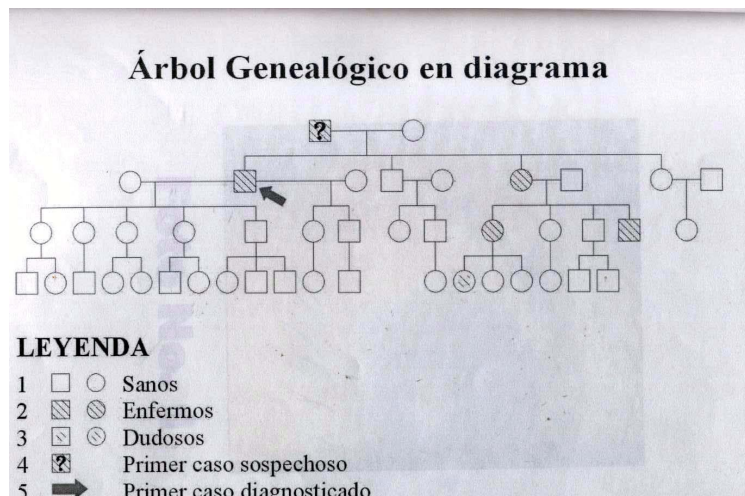 Árbol Genealógico en diagrama
?
LEYENDA
1 Sanos
2 Enfermos
3 Dudosos
4 ? Primer caso sospechoso
5 Primer caso diagnosticado